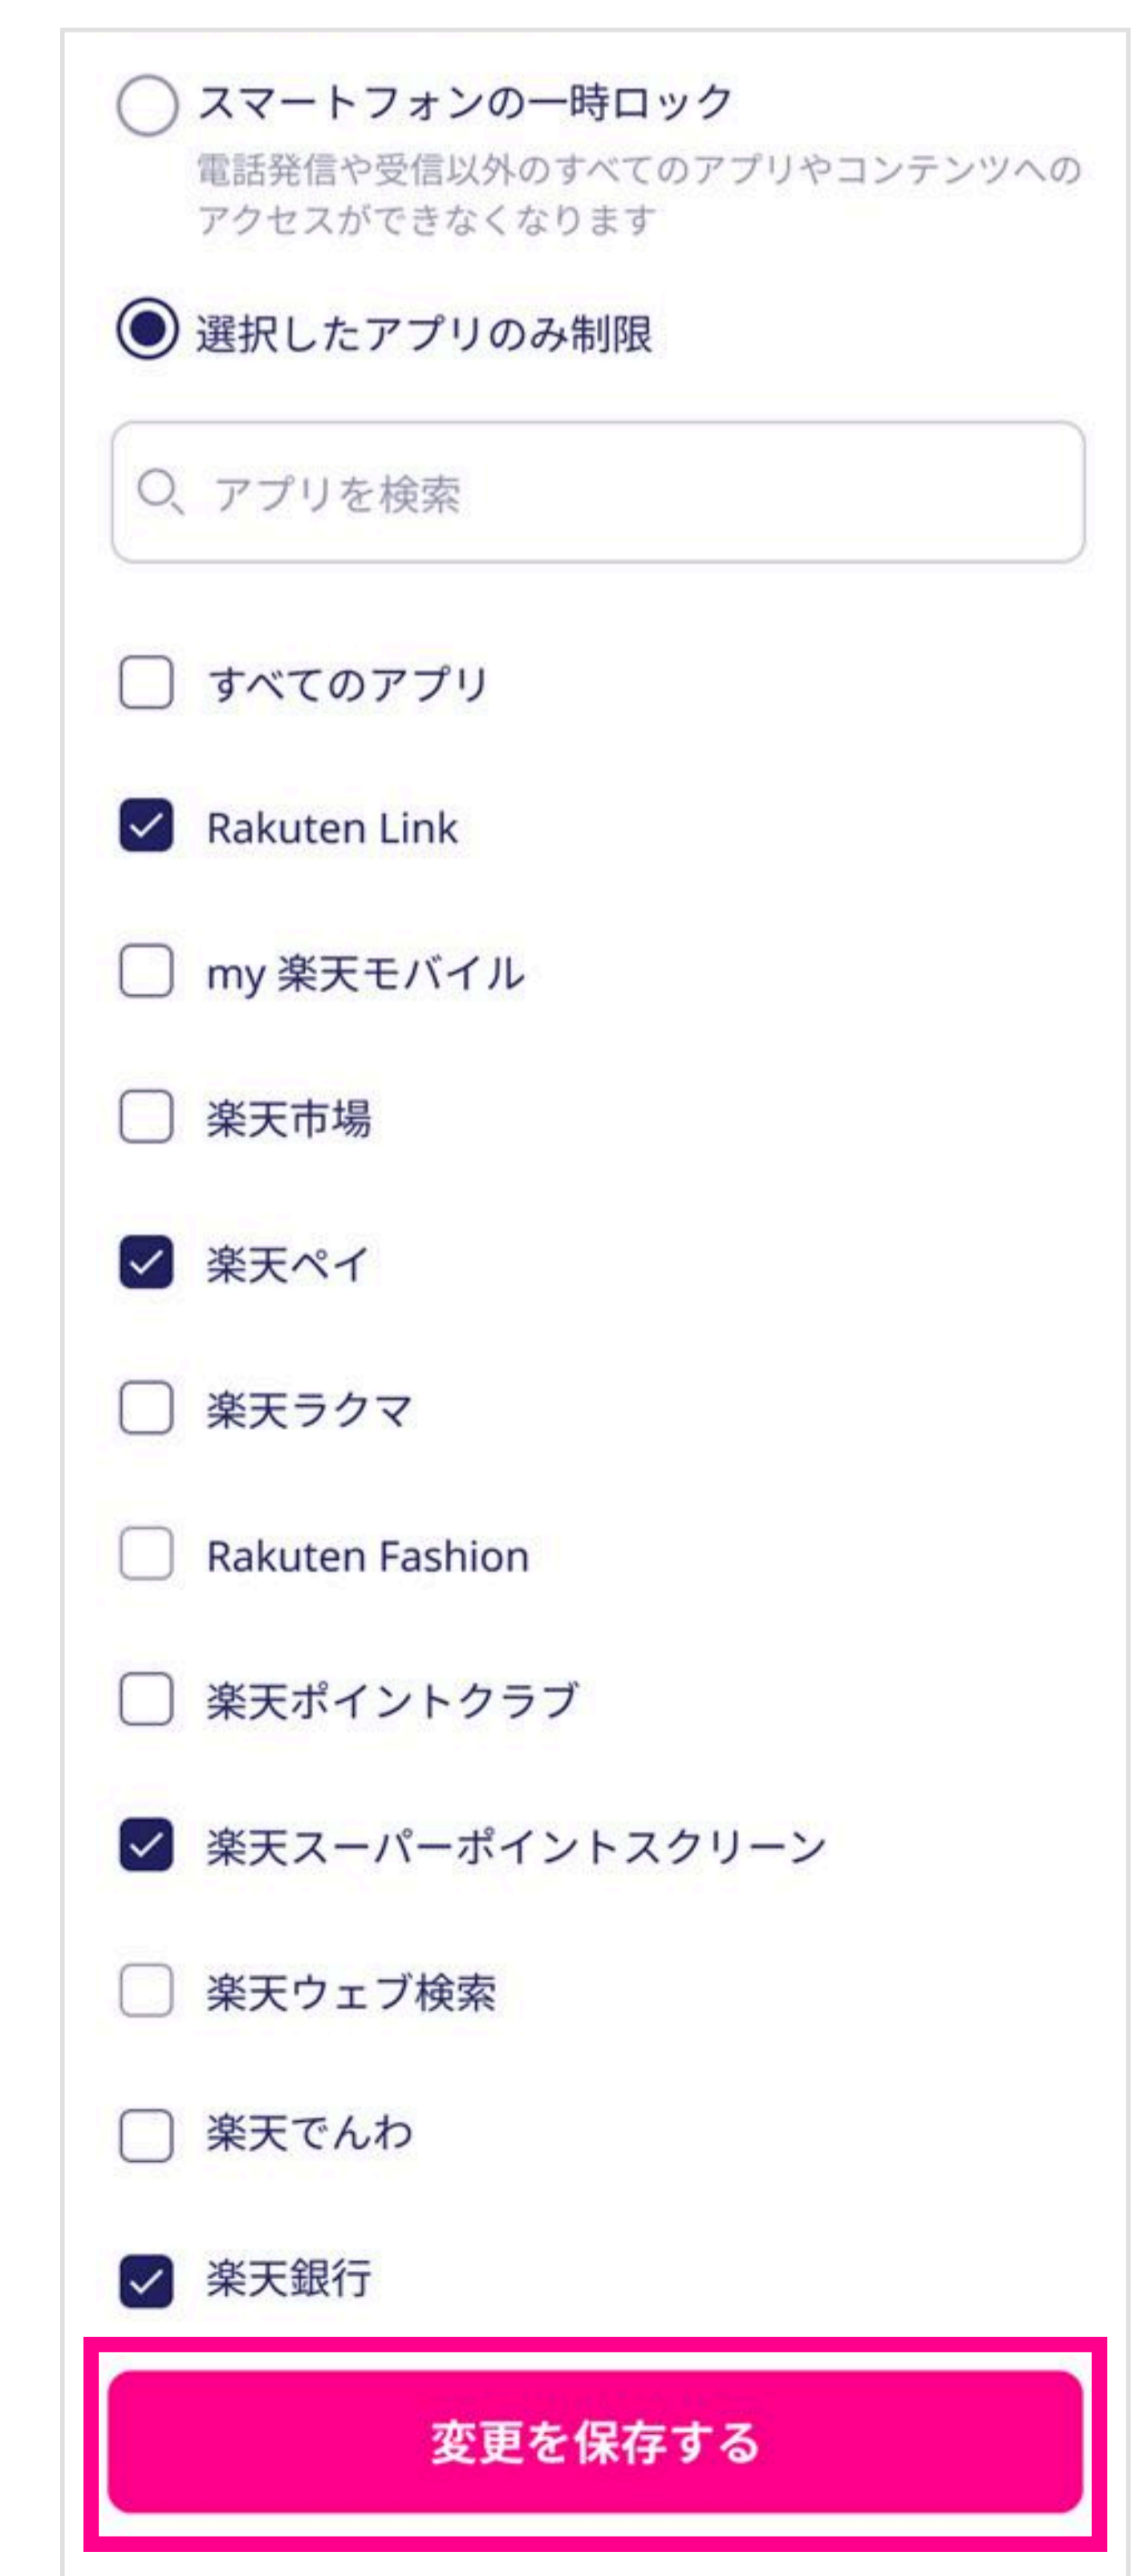 スマートフォンの一時ロック
電話発信や受信以外のすべてのアプリやコンテンツへの
アクセスができなくなります
選択したアプリのみ制限
アプリを検索
すべてのアプリ
Rakuten Link
my 楽天モバイル
楽天市場
楽天ペイ
楽天ラクマ
Rakuten Fashion
楽天ポイントクラブ
楽天スーパーポイントスクリーン
楽天ウェブ検索
楽天でんわ
楽天銀行
変更を保存する